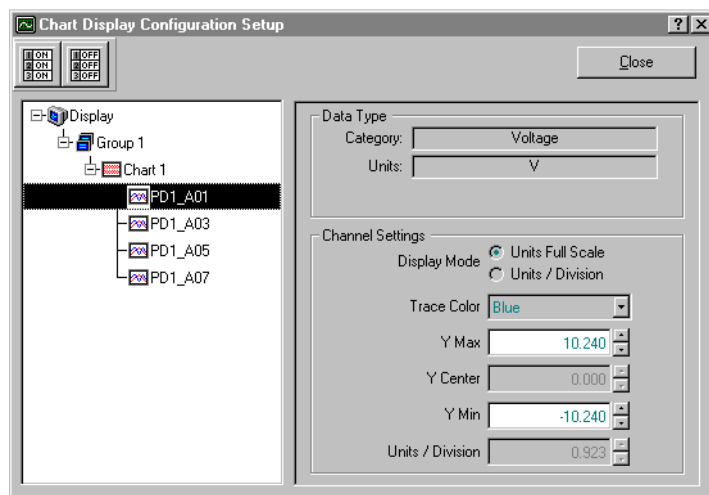 Chart Display Configuration Setup
1 ON 1 OFF
2 ON 2 OFF
3 ON 3 OFF
Close
Display
Group 1
Chart 1
PD1_A01
PD1_A03
PD1_A05
PD1_A07
Data Type
Category: Voltage
Units: V
Channel Settings
Display Mode Units Full Scale
Units / Division
Trace Color Blue
Y Max 10.240
Y Center 0.000
Y Min -10.240
Units / Division 0.923